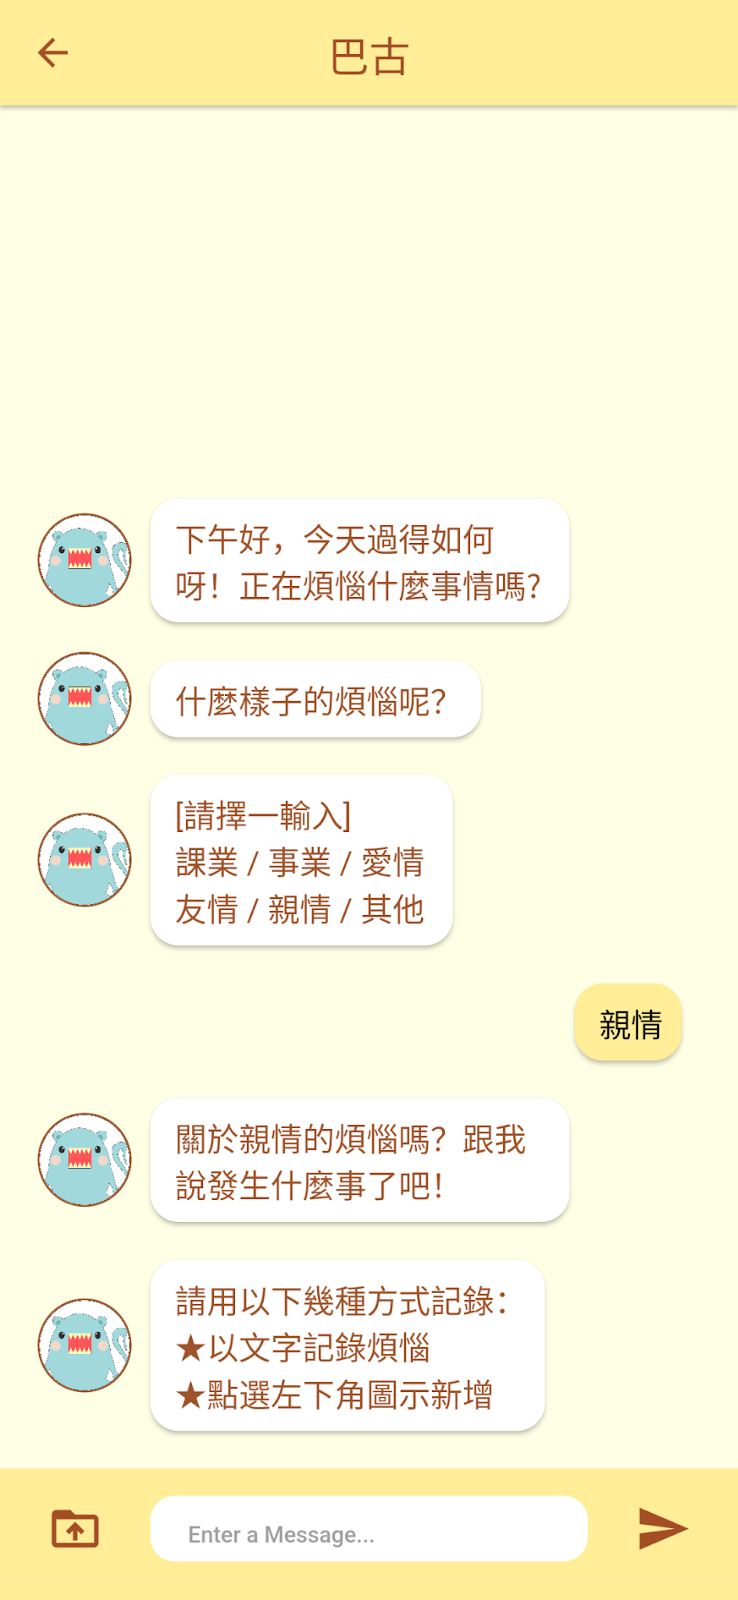 巴古
下午好，今天過得如何
呀！正在煩惱什麼事情嗎?
什麼樣子的煩惱呢？
[請擇一輸入]
課業 / 事業 / 愛情
友情 / 親情 / 其他
親情
關於親情的煩惱嗎？跟我
說發生什麼事了吧！
請用以下幾種方式記錄：
★以文字記錄煩惱
★點選左下角圖示新增
Enter a Message...